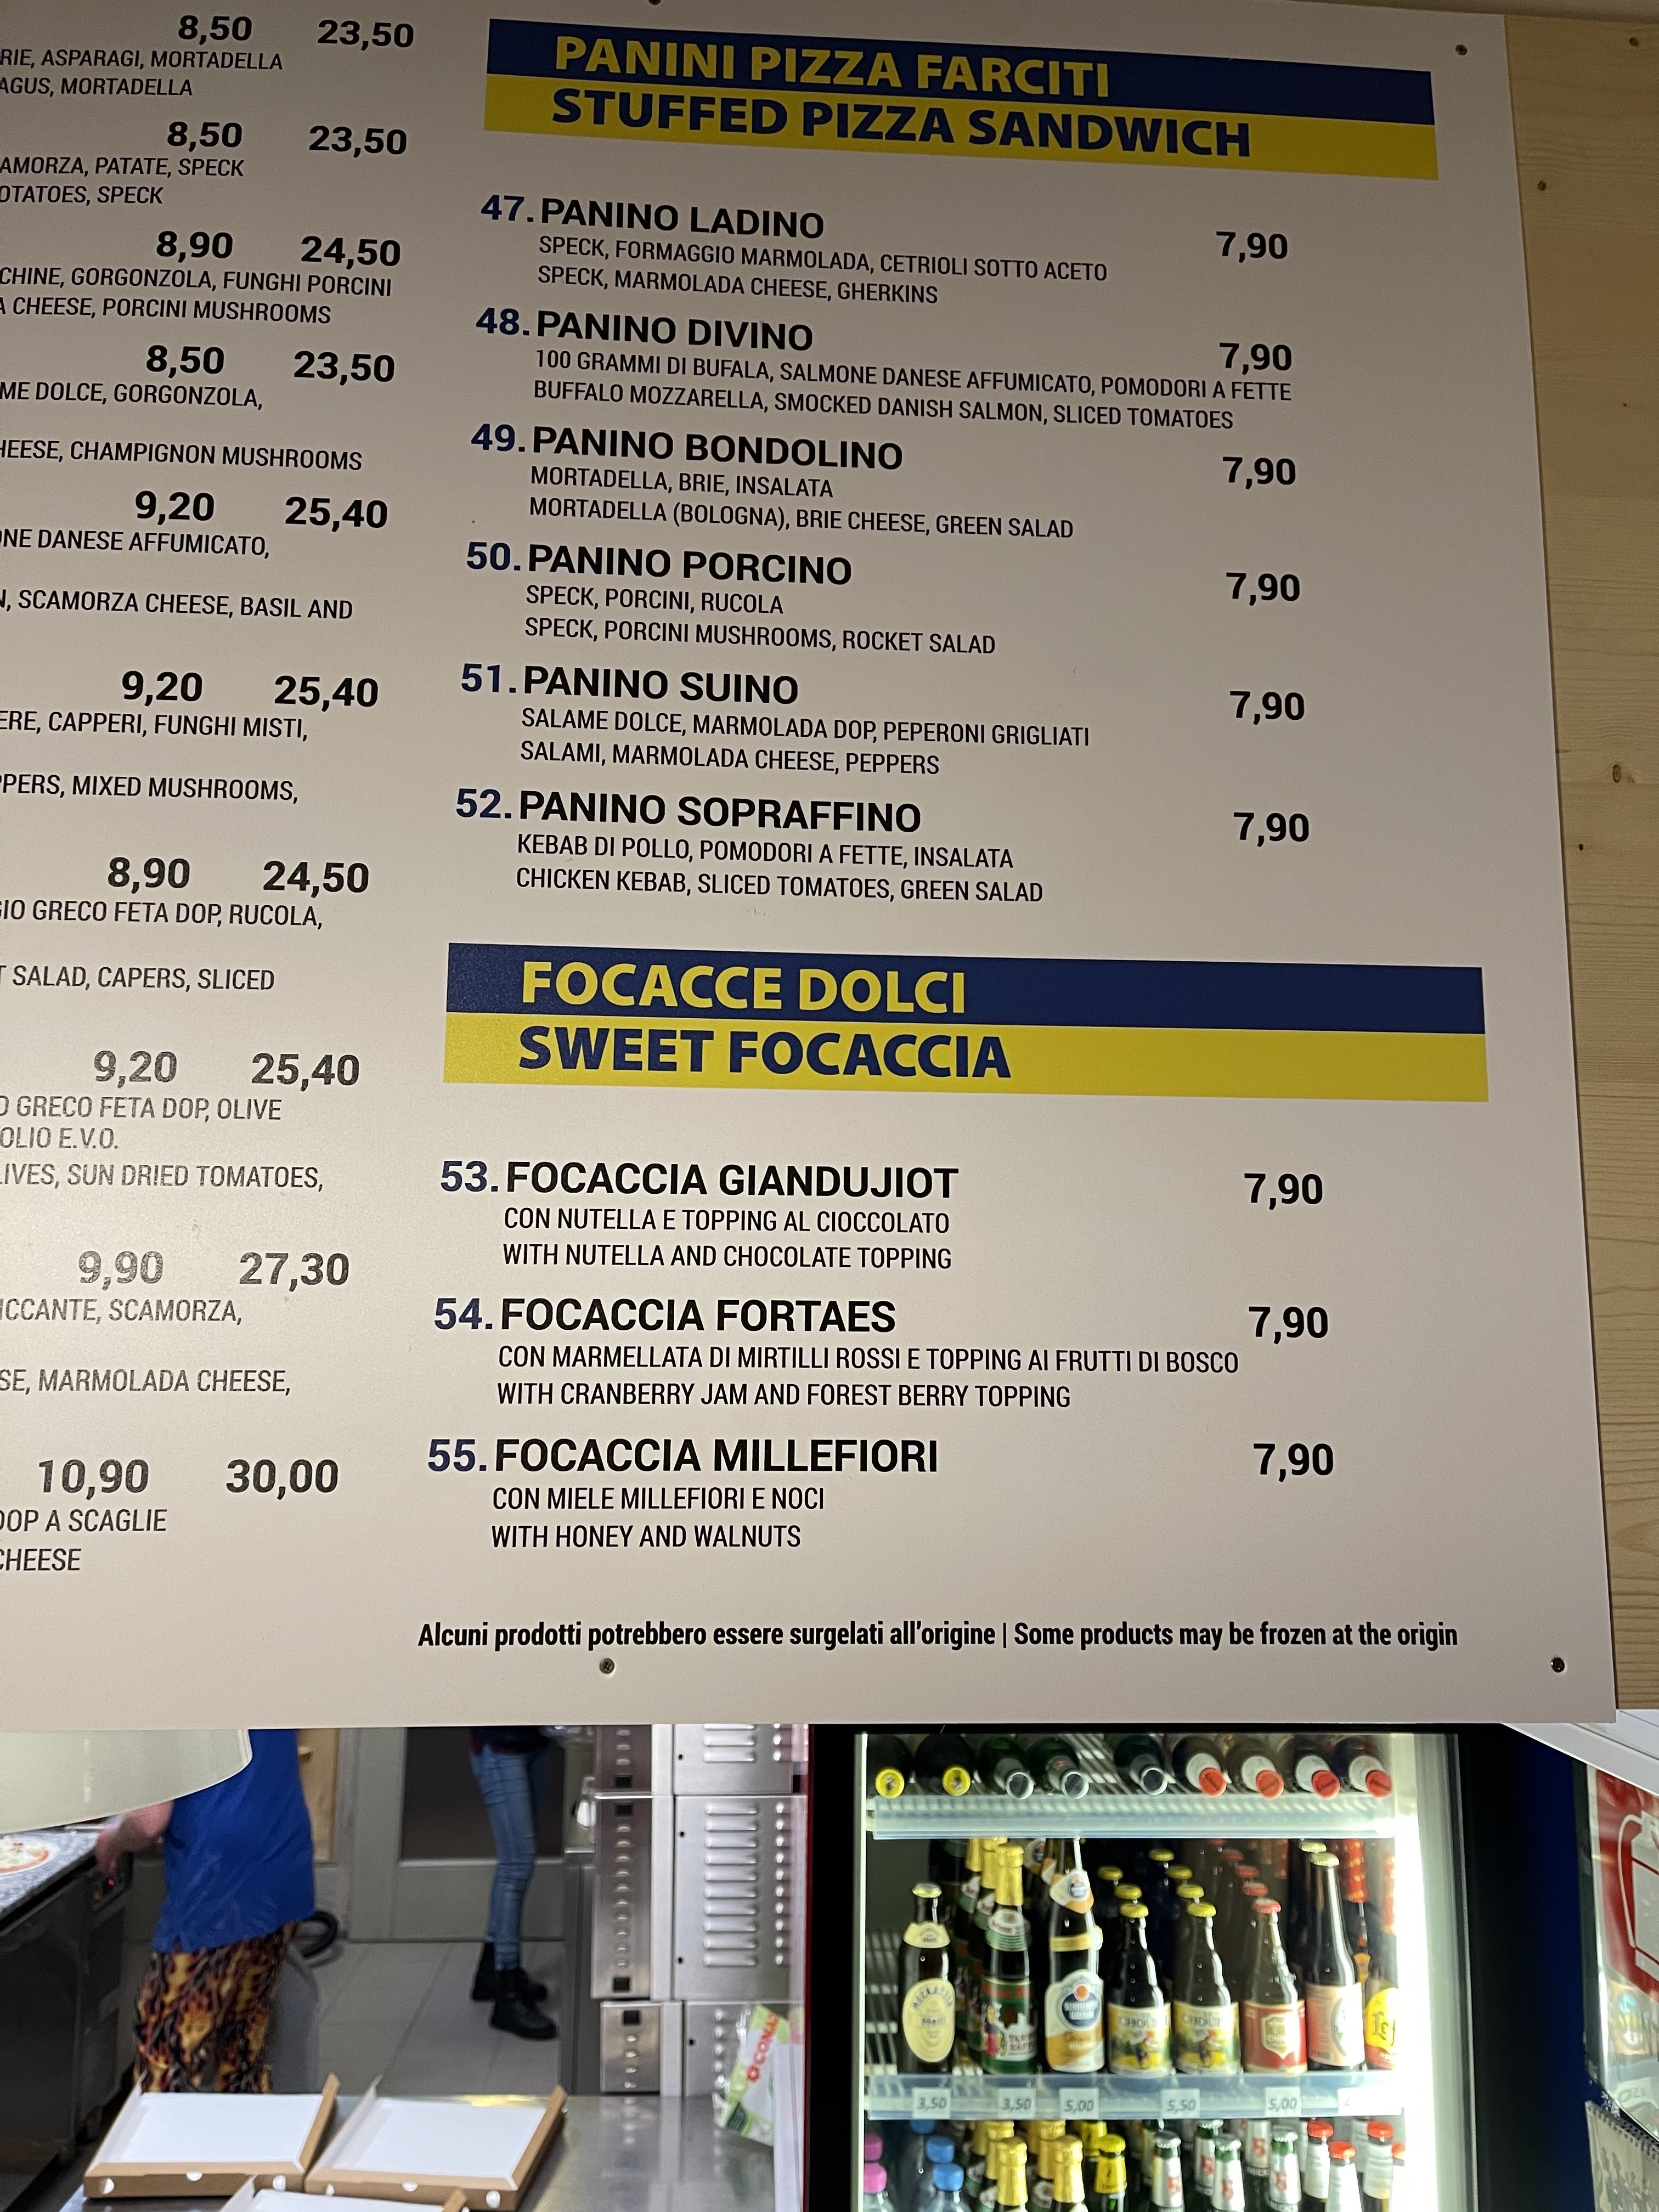 8,50 23,50
RIE, ASPARAGI, MORTADELLA
AGUS, MORTADELLA
8,50 23,50
AMORZA, PATATE, SPECK
OTATOES, SPECK
8,90 24,50
CHINE, GORGONZOLA, FUNGHI PORCINI
A CHEESE, PORCINI MUSHROOMS
8,50 23,50
ME DOLCE, GORGONZOLA,
HEESE, CHAMPIGNON MUSHROOMS
9,20 25,40
ONE DANESE AFFUMICATO,
N, SCAMORZA CHEESE, BASIL AND
9,20 25,40
ERE, CAPPERI, FUNGHI MISTI,
PPERS, MIXED MUSHROOMS,
8,90 24,50
GIO GRECO FETA DOP, RUCOLA,
T SALAD, CAPERS, SLICED
9,20 25,40
O GRECO FETA DOP, OLIVE
OLIO E.V.O.
LIVES, SUN DRIED TOMATOES,
9,90 27,30
ICCANTE, SCAMORZA,
SE, MARMOLADA CHEESE,
10,90 30,00
DOP A SCAGLIE
CHEESE
PANINI PIZZA FARCITI
STUFFED PIZZA SANDWICH
47. PANINO LADINO 7,90
SPECK, FORMAGGIO MARMOLADA, CETRIOLI SOTTO ACETO
SPECK, MARMOLADA CHEESE, GHERKINS
48. PANINO DIVINO 7,90
100 GRAMMI DI BUFALA, SALMONE DANESE AFFUMICATO, POMODORI A FETTE
BUFFALO MOZZARELLA, SMOCKED DANISH SALMON, SLICED TOMATOES
49. PANINO BONDOLINO 7,90
MORTADELLA, BRIE, INSALATA
MORTADELLA (BOLOGNA), BRIE CHEESE, GREEN SALAD
50. PANINO PORCINO 7,90
SPECK, PORCINI, RUCOLA
SPECK, PORCINI MUSHROOMS, ROCKET SALAD
51. PANINO SUINO 7,90
SALAME DOLCE, MARMOLADA DOP, PEPERONI GRIGLIATI
SALAMI, MARMOLADA CHEESE, PEPPERS
52. PANINO SOPRAFFINO 7,90
KEBAB DI POLLO, POMODORI A FETTE, INSALATA
CHICKEN KEBAB, SLICED TOMATOES, GREEN SALAD
FOCACCE DOLCI
SWEET FOCACCIA
53. FOCACCIA GIANDUJIOT 7,90
CON NUTELLA E TOPPING AL CIOCCOLATO
WITH NUTELLA AND CHOCOLATE TOPPING
54. FOCACCIA FORTAES 7,90
CON MARMELLATA DI MIRTILLI ROSSI E TOPPING AI FRUTTI DI BOSCO
WITH CRANBERRY JAM AND FOREST BERRY TOPPING
55. FOCACCIA MILLEFIORI 7,90
CON MIELE MILLEFIORI E NOCI
WITH HONEY AND WALNUTS
Alcuni prodotti potrebbero essere surgelati all'origine | Some products may be frozen at the origin
3,50 3,50 5,00 5,50 5,00